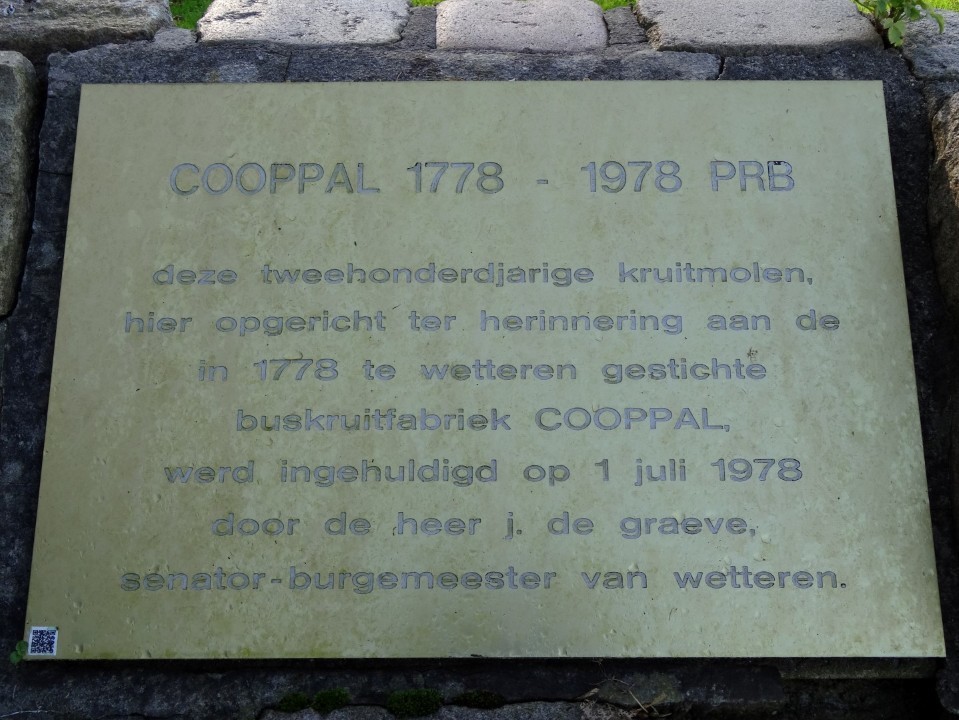 COOPPAL 1778 - 1978 PRB
deze tweehonderdjarige kruitmolen,
hier opgericht ter herinnering aan de
in 1778 te wetteren gestichte
buskruitfabriek COOPPAL,
werd ingehuldigd op 1 juli 1978
door de heer j. de graeve,
senator-burgemeester van wetteren.